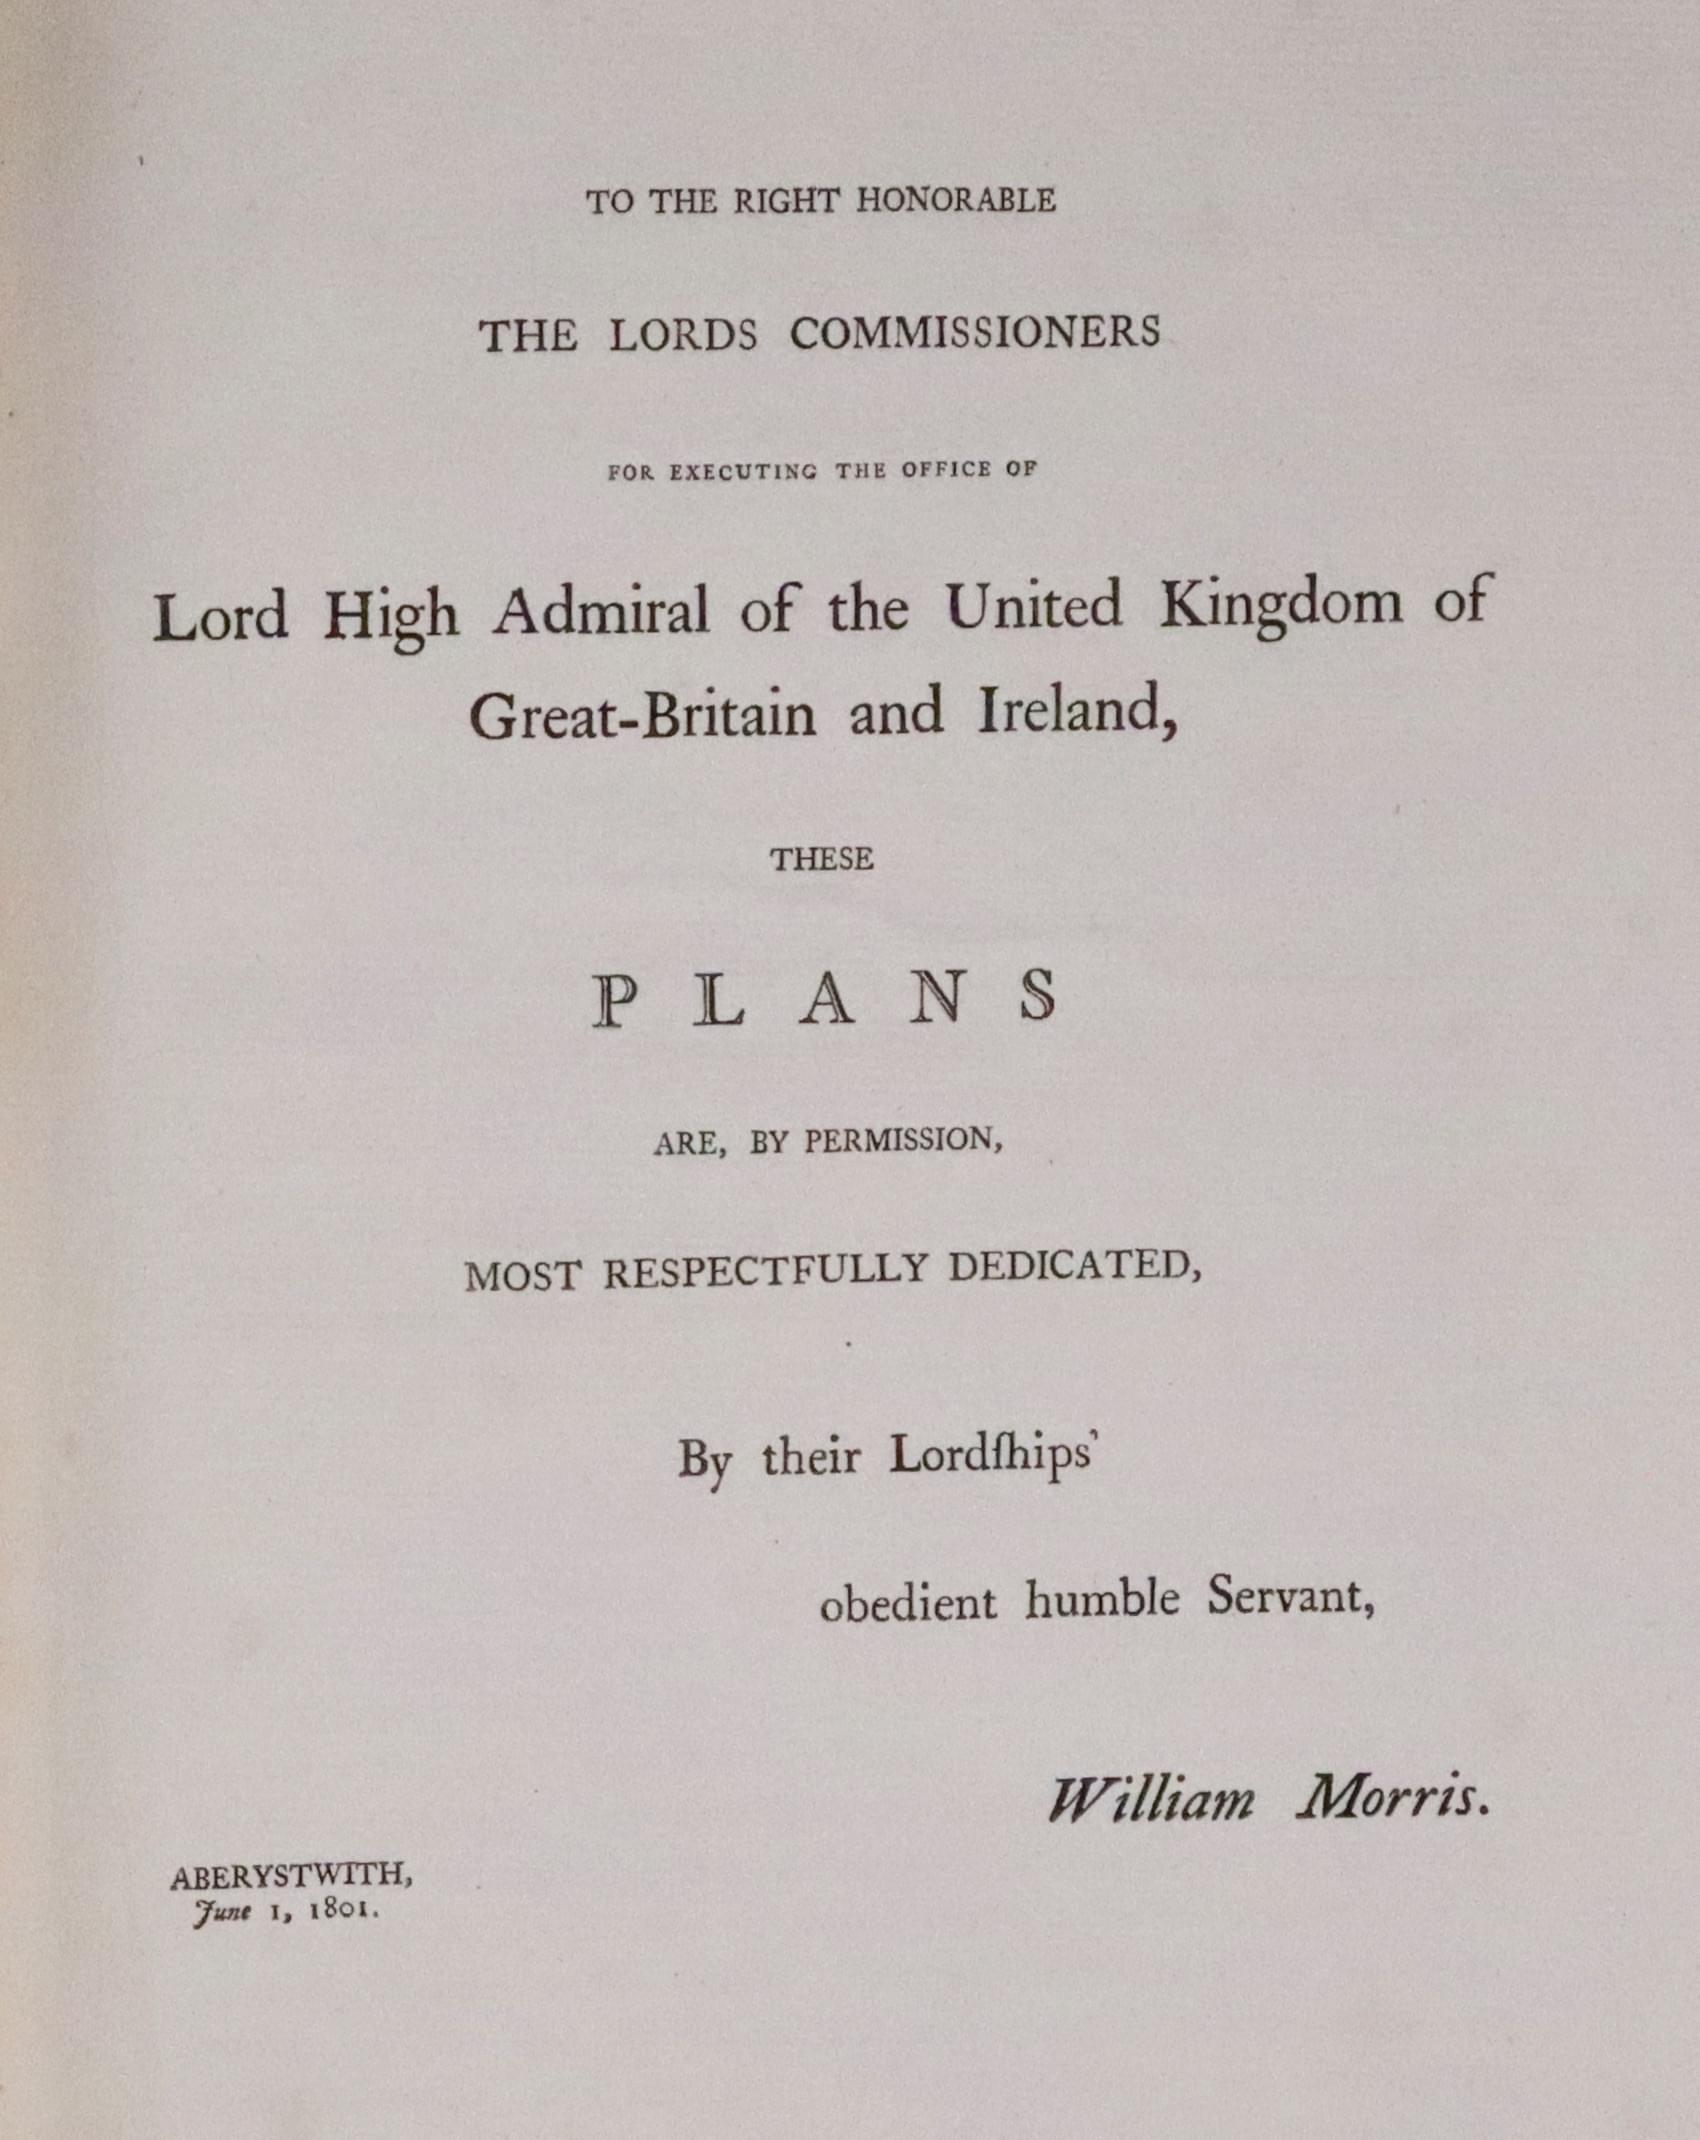 TO THE RIGHT HONORABLE
THE LORDS COMMISSIONERS
FOR EXECUTING THE OFFICE OF
Lord High Admiral of the United Kingdom of
Great-Britain and Ireland,
THESE
PLANS
ARE, BY PERMISSION,
MOST RESPECTFULLY DEDICATED,
By their Lordſhips'
obedient humble Servant,
William Morris.
ABERYSTWITH,
June 1, 1801.